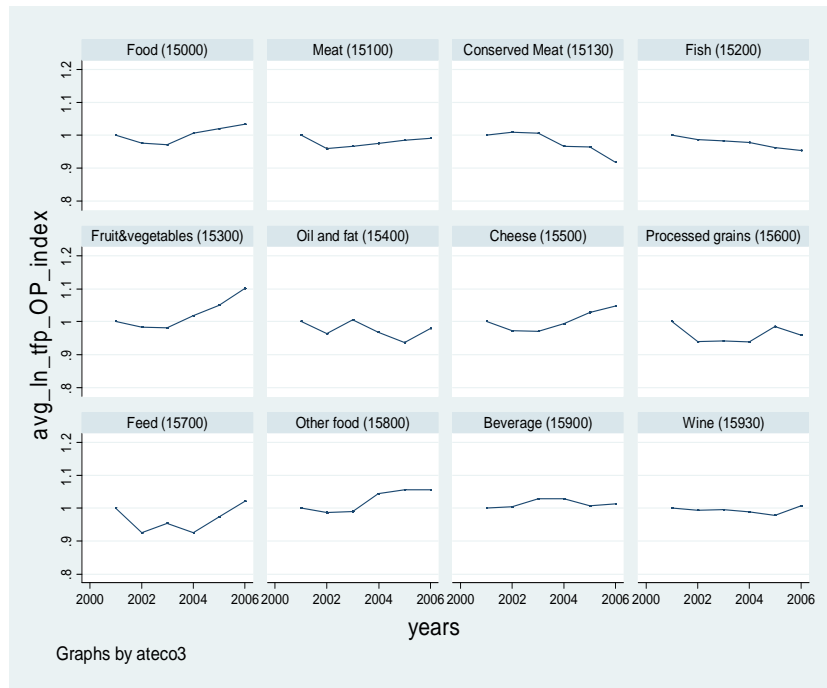 avg_ln_tfp_OP_index
Food (15000)
Meat (15100)
Conserved Meat (15130)
Fish (15200)
.8 .9 1 1.1 1.2
Fruit&vegetables (15300)
Oil and fat (15400)
Cheese (15500)
Processed grains (15600)
.8 .9 1 1.1 1.2
Feed (15700)
Other food (15800)
Beverage (15900)
Wine (15930)
.8 .9 1 1.1 1.2
2000 2002 2004 2006 2000 2002 2004 2006 2000 2002 2004 2006 2000 2002 2004 2006
years
Graphs by ateco3